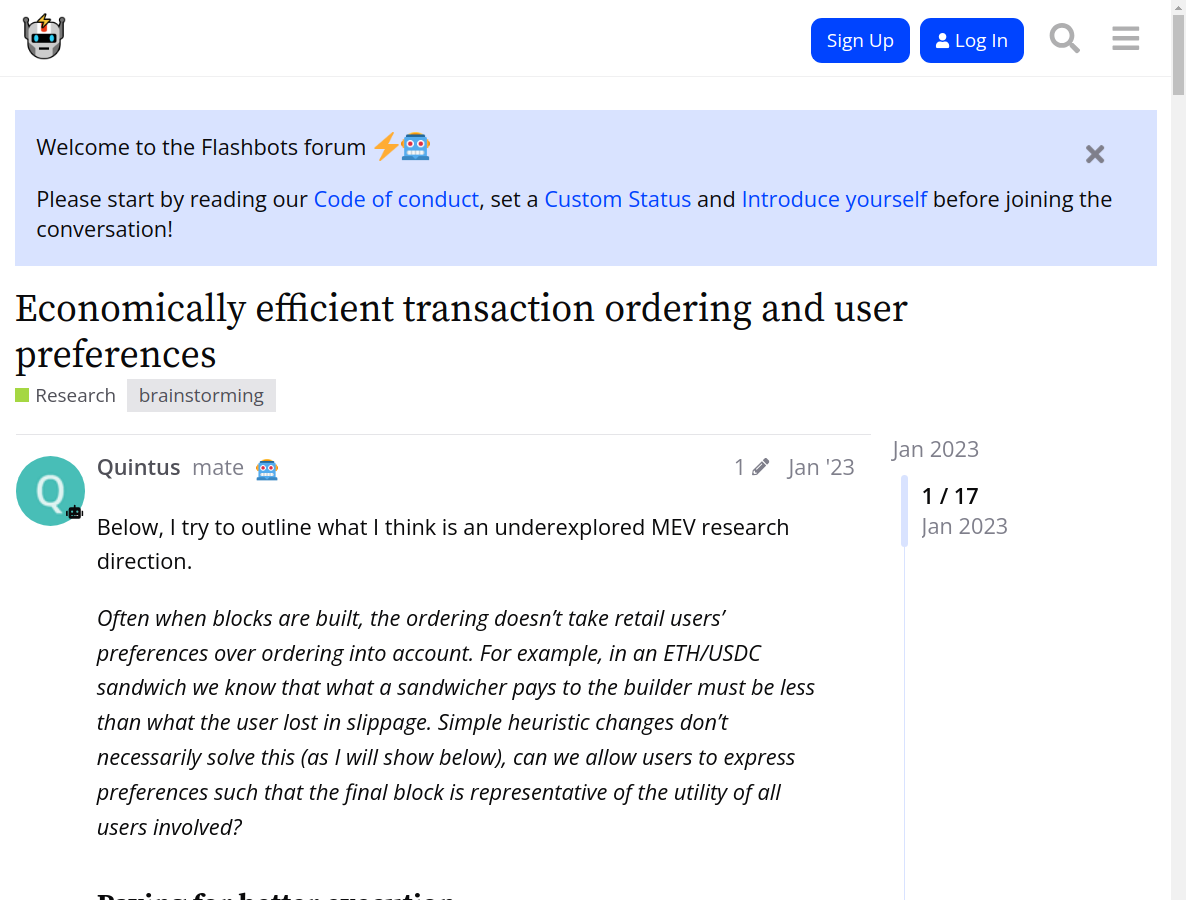 Sign Up
Log In
Welcome to the Flashbots forum
Please start by reading our Code of conduct, set a Custom Status and Introduce yourself before joining the
conversation!
Economically efficient transaction ordering and user
preferences
Research brainstorming
Jan 2023
Quintus mate 1 Jan '23
Q
1 / 17
Jan 2023
Below, I try to outline what I think is an underexplored MEV research
direction.
Often when blocks are built, the ordering doesn’t take retail users’
preferences over ordering into account. For example, in an ETH/USDC
sandwich we know that what a sandwicher pays to the builder must be less
than what the user lost in slippage. Simple heuristic changes don’t
necessarily solve this (as I will show below), can we allow users to express
preferences such that the final block is representative of the utility of all
users involved?
Paying for better execution